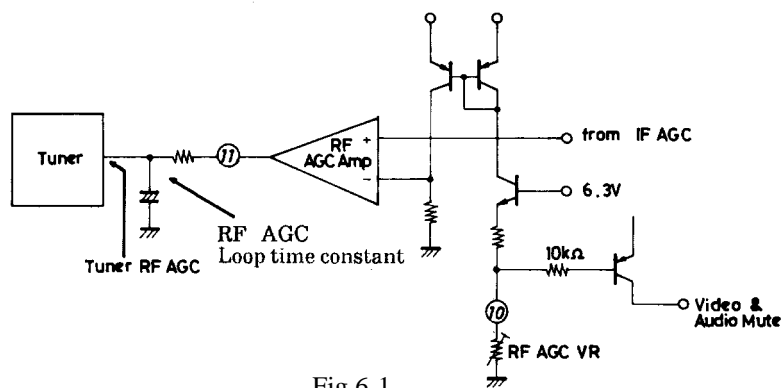 Tuner
11
RF
AGC Amp
+
−
from IF AGC
6.3V
RF AGC
Loop time constant
Tuner RF AGC
10kΩ
10
Video &
Audio Mute
RF AGC VR
Fig 6-1